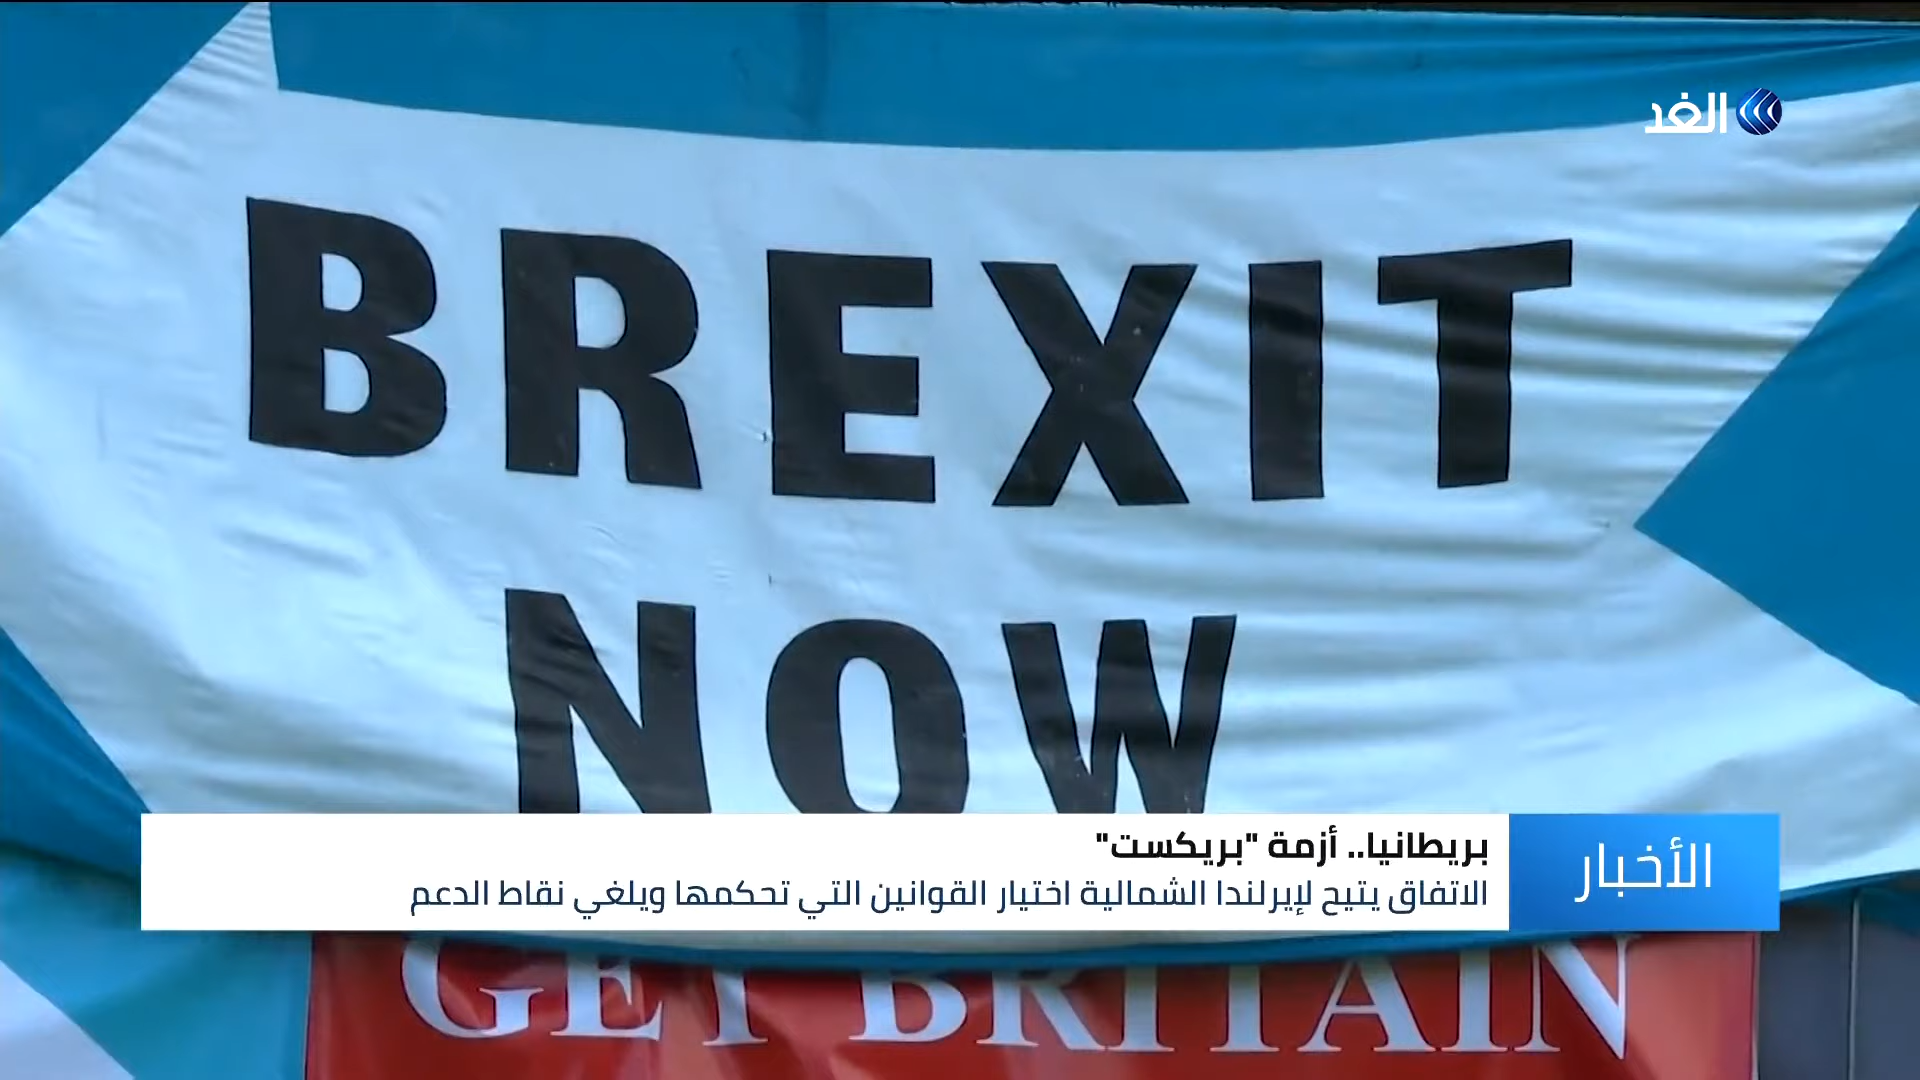 الغد
BREXIT
NOW
الأخبار
بريطانيا.. أزمة "بريكست"
الاتفاق يتيح لإيرلندا الشمالية اختيار القوانين التي تحكمها ويلغي نقاط الدعم
GET BRITAIN